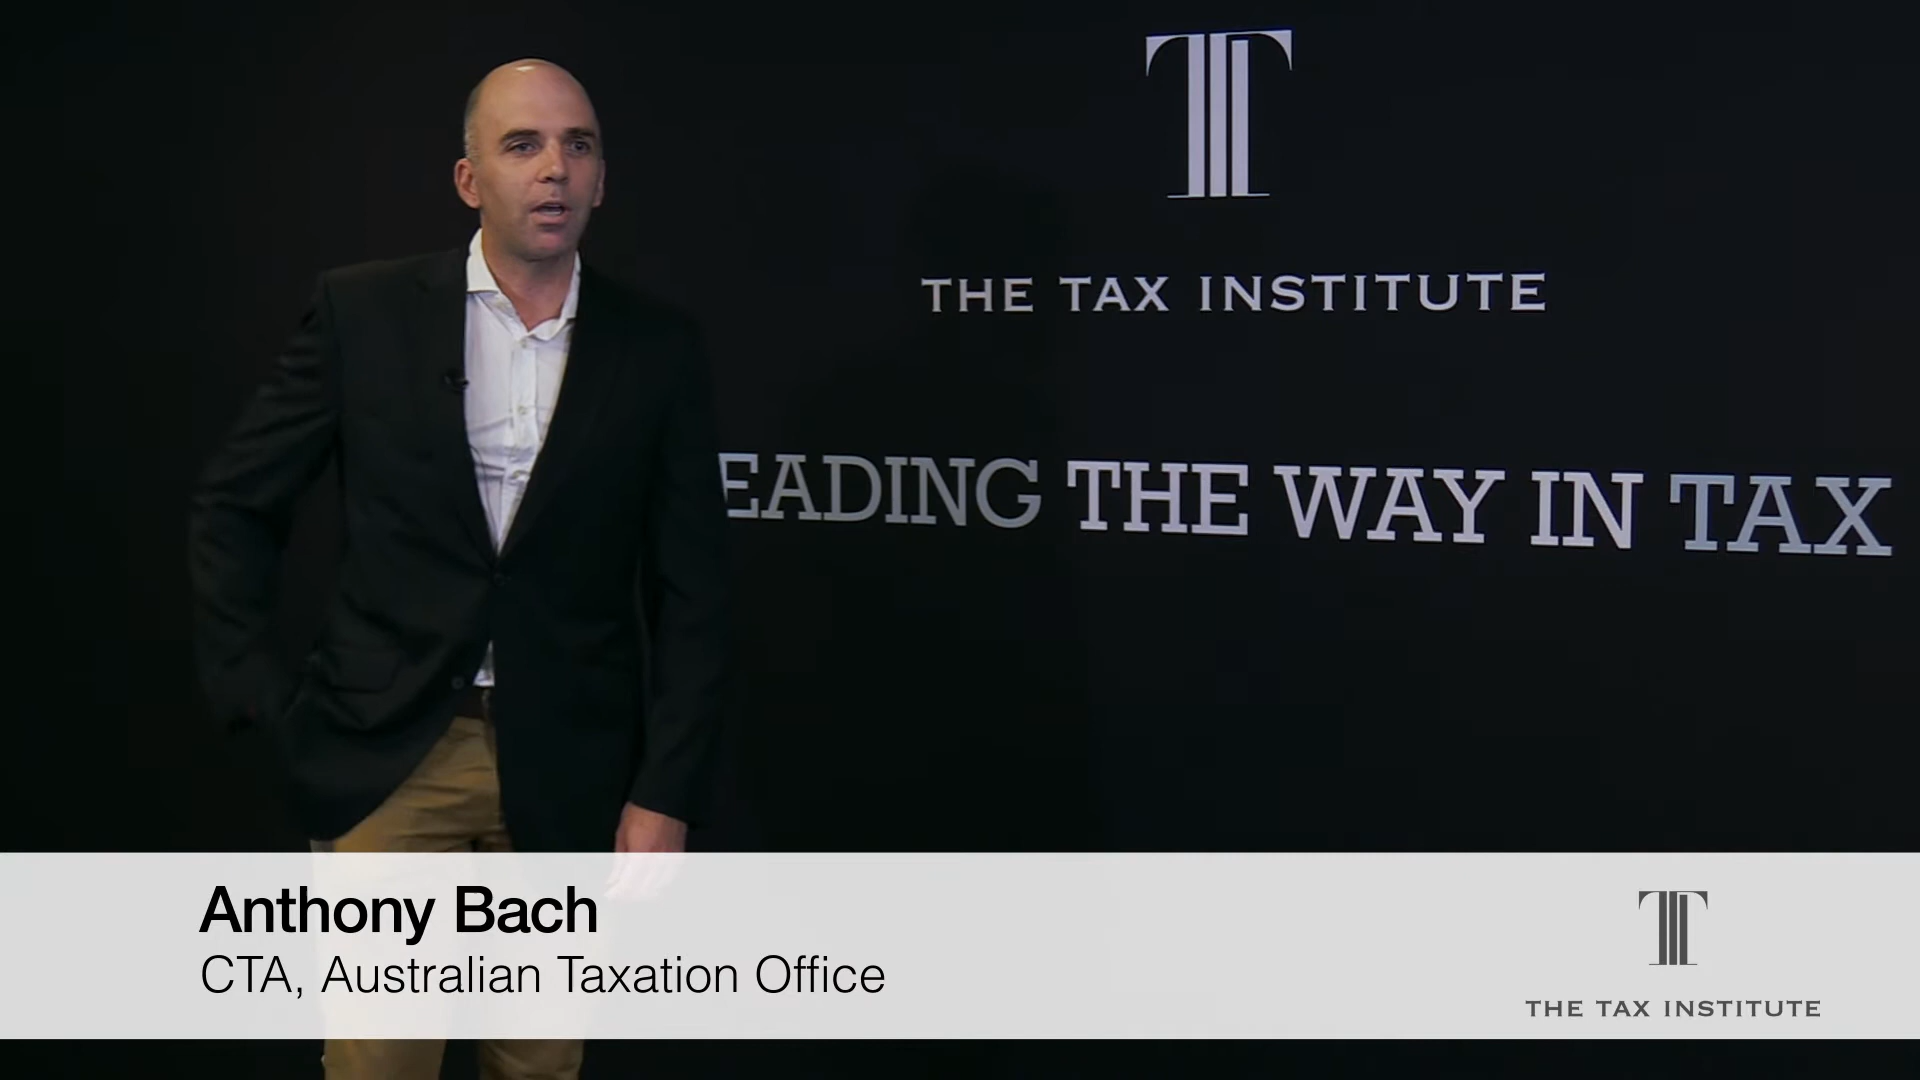 THE TAX INSTITUTE
EADING THE WAY IN TAX
Anthony Bach
CTA, Australian Taxation Office
THE TAX INSTITUTE